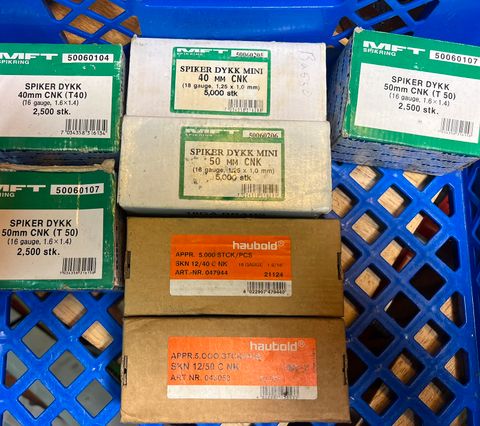 MFT
SPIKRING
50060104
SPIKER DYKK
40mm CNK (T40)
(16 gauge, 1.6×1.4)
2,500 stk.
7034358516134
50060205
SPIKER DYKK MINI
40 MM CNK
(18 gauge, 1,25 x 1,0 mm)
5,000 stk
MFT
SPIKRING
50060107
SPIKER DYKK
50mm CNK (T 50)
(16 gauge, 1.6×1.4)
2,500 stk.
50060206
SPIKER DYKK MINI
50 MM CNK
(18 gauge, 1,25 x 1,0 mm)
5,000 stk
MFT
SPIKRING
50060107
SPIKER DYKK
50mm CNK (T 50)
(16 gauge, 1.6×1.4)
2,500 stk.
haubold®
APPR. 5.000 STCK/PCS
SKN 12/40 C NK
ART.-NR. 047944
21124
haubold®
APPR. 5.000
SKN 12/50 C NK
ART NR.